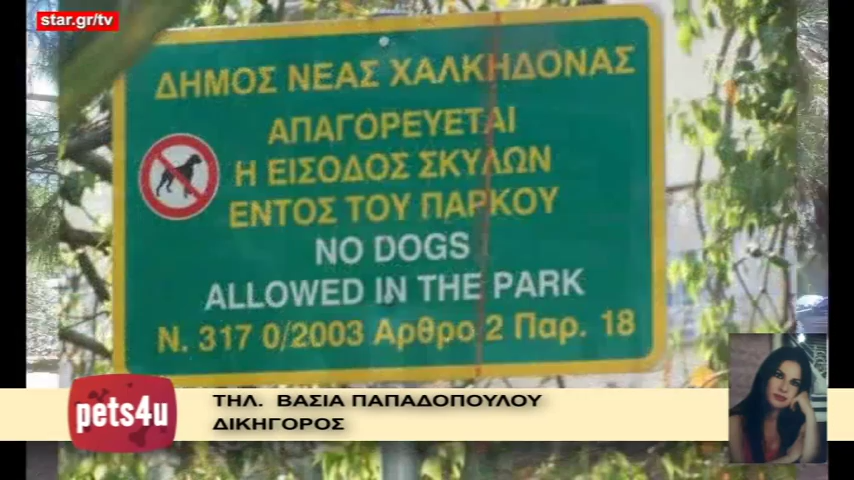 star.gr/tv
ΔΗΜΟΣ ΝΕΑΣ ΧΑΛΚΗΔΟΝΑΣ
ΑΠΑΓΟΡΕΥΕΤΑΙ
Η ΕΙΣΟΔΟΣ ΣΚΥΛΩΝ
ΕΝΤΟΣ ΤΟΥ ΠΑΡΚΟΥ
NO DOGS
ALLOWED IN THE PARK
Ν. 317 0/2003 Αρθρο 2 Παρ. 18
pets4u
ΤΗΛ. ΒΑΣΙΑ ΠΑΠΑΔΟΠΟΥΛΟΥ
ΔΙΚΗΓΟΡΟΣ